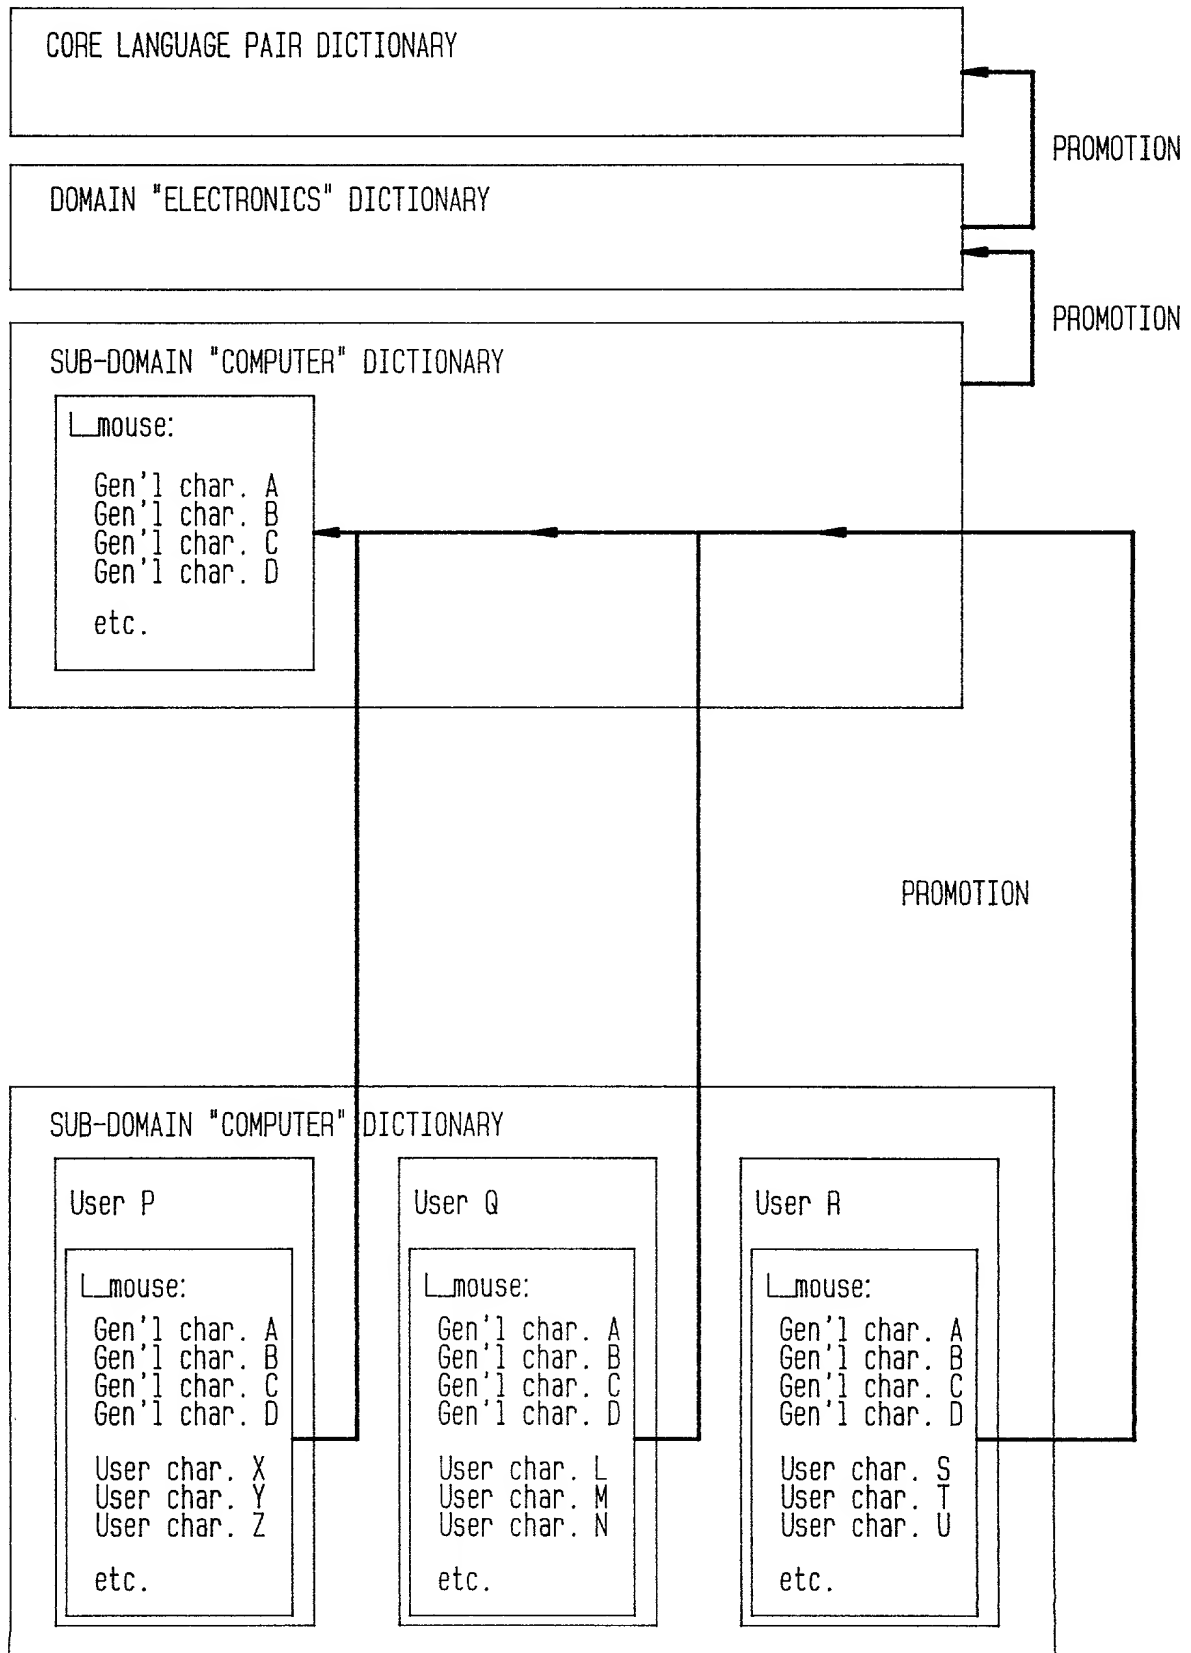 CORE LANGUAGE PAIR DICTIONARY
PROMOTION
DOMAIN "ELECTRONICS" DICTIONARY
PROMOTION
SUB-DOMAIN "COMPUTER" DICTIONARY
L_mouse:
Gen'l char. A
Gen'l char. B
Gen'l char. C
Gen'l char. D
etc.
PROMOTION
SUB-DOMAIN "COMPUTER" DICTIONARY
User P
L_mouse:
Gen'l char. A
Gen'l char. B
Gen'l char. C
Gen'l char. D
User char. X
User char. Y
User char. Z
etc.
User Q
L_mouse:
Gen'l char. A
Gen'l char. B
Gen'l char. C
Gen'l char. D
User char. L
User char. M
User char. N
etc.
User R
L_mouse:
Gen'l char. A
Gen'l char. B
Gen'l char. C
Gen'l char. D
User char. S
User char. T
User char. U
etc.